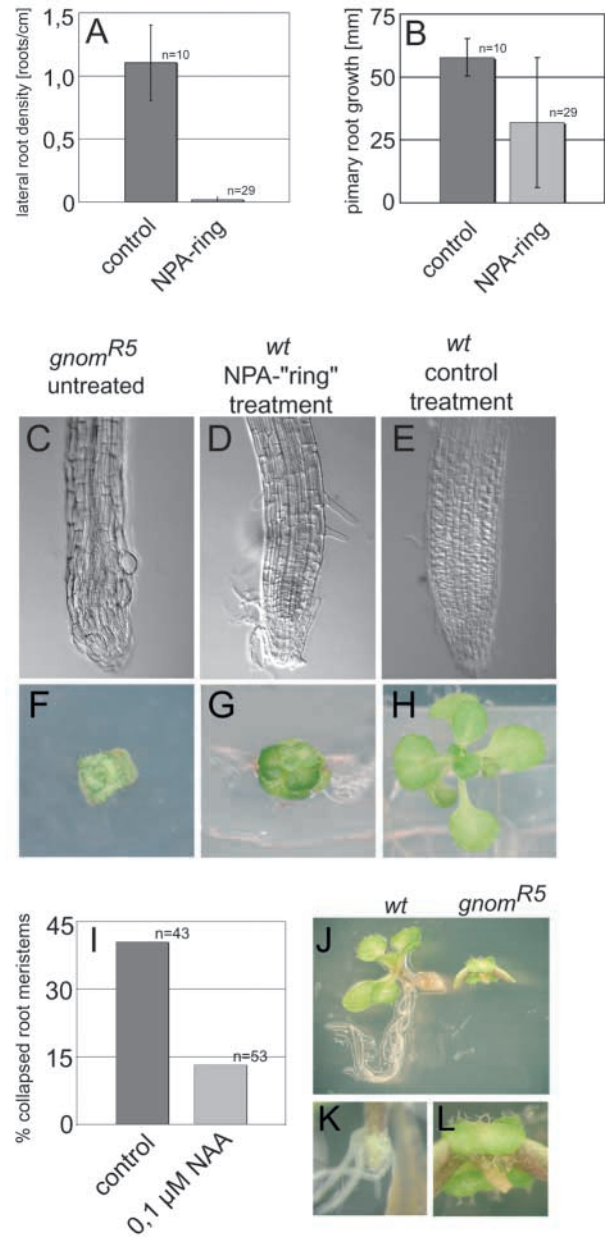 A
lateral root density [roots/cm]
1,5
1,0
0,5
0
n=10
n=29
control
NPA-ring
B
pimary root growth [mm]
75
50
25
0
n=10
n=29
control
NPA-ring
gnomR5
untreated
wt
NPA-"ring"
treatment
wt
control
treatment
C
D
E
F
G
H
I
% collapsed root meristems
45
30
15
0
n=43
n=53
control
0,1 µM NAA
wt
gnomR5
J
K
L